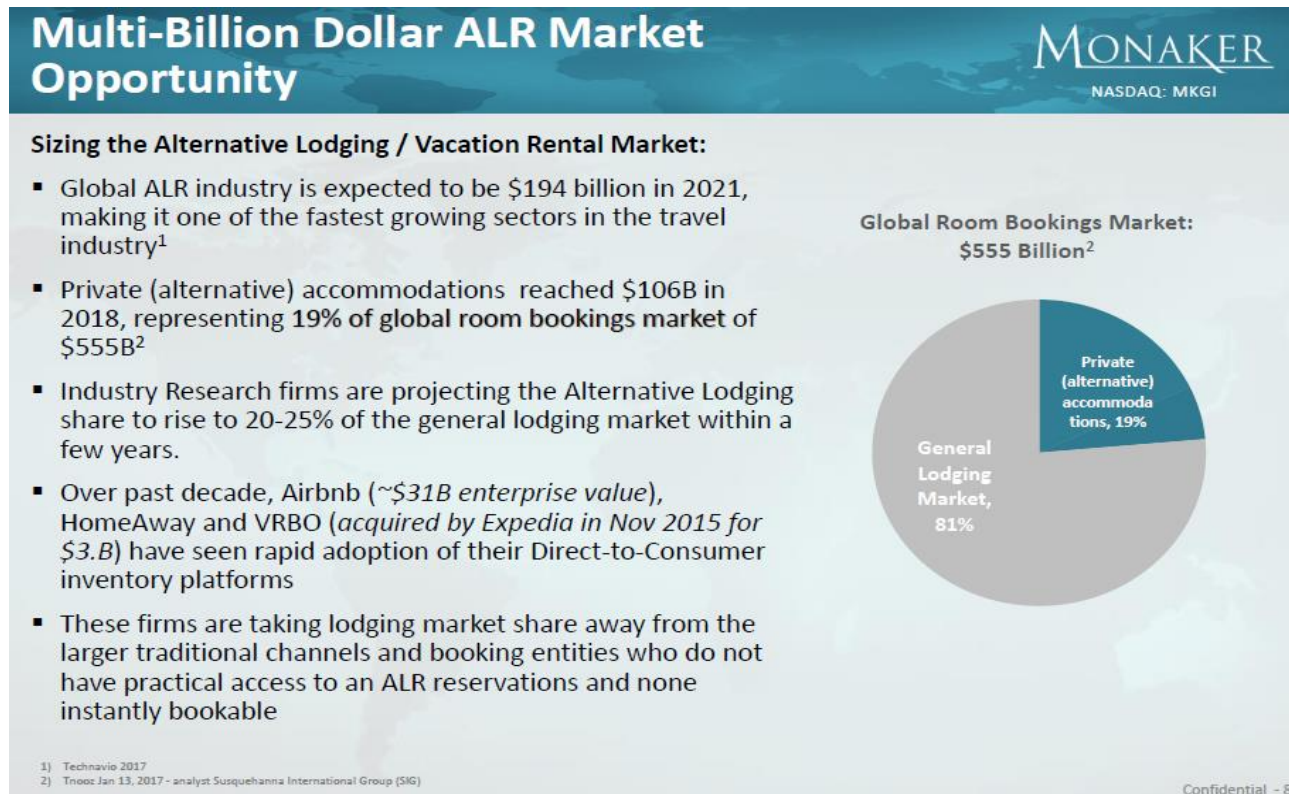 Multi-Billion Dollar ALR Market
Opportunity
MONAKER
NASDAQ: MKGI
Sizing the Alternative Lodging / Vacation Rental Market:
▪ Global ALR industry is expected to be $194 billion in 2021,
making it one of the fastest growing sectors in the travel
industry¹
▪ Private (alternative) accommodations reached $106B in
2018, representing 19% of global room bookings market of
$555B²
▪ Industry Research firms are projecting the Alternative Lodging
share to rise to 20-25% of the general lodging market within a
few years.
▪ Over past decade, Airbnb (~$31B enterprise value),
HomeAway and VRBO (acquired by Expedia in Nov 2015 for
$3.B) have seen rapid adoption of their Direct-to-Consumer
inventory platforms
▪ These firms are taking lodging market share away from the
larger traditional channels and booking entities who do not
have practical access to an ALR reservations and none
instantly bookable
Global Room Bookings Market:
$555 Billion²
Private
(alternative)
accommoda
tions, 19%
General
Lodging
Market,
81%
1) Technavio 2017
2) Tnooz Jan 13, 2017 - analyst Susquehanna International Group (SIG)
Confidential - 8